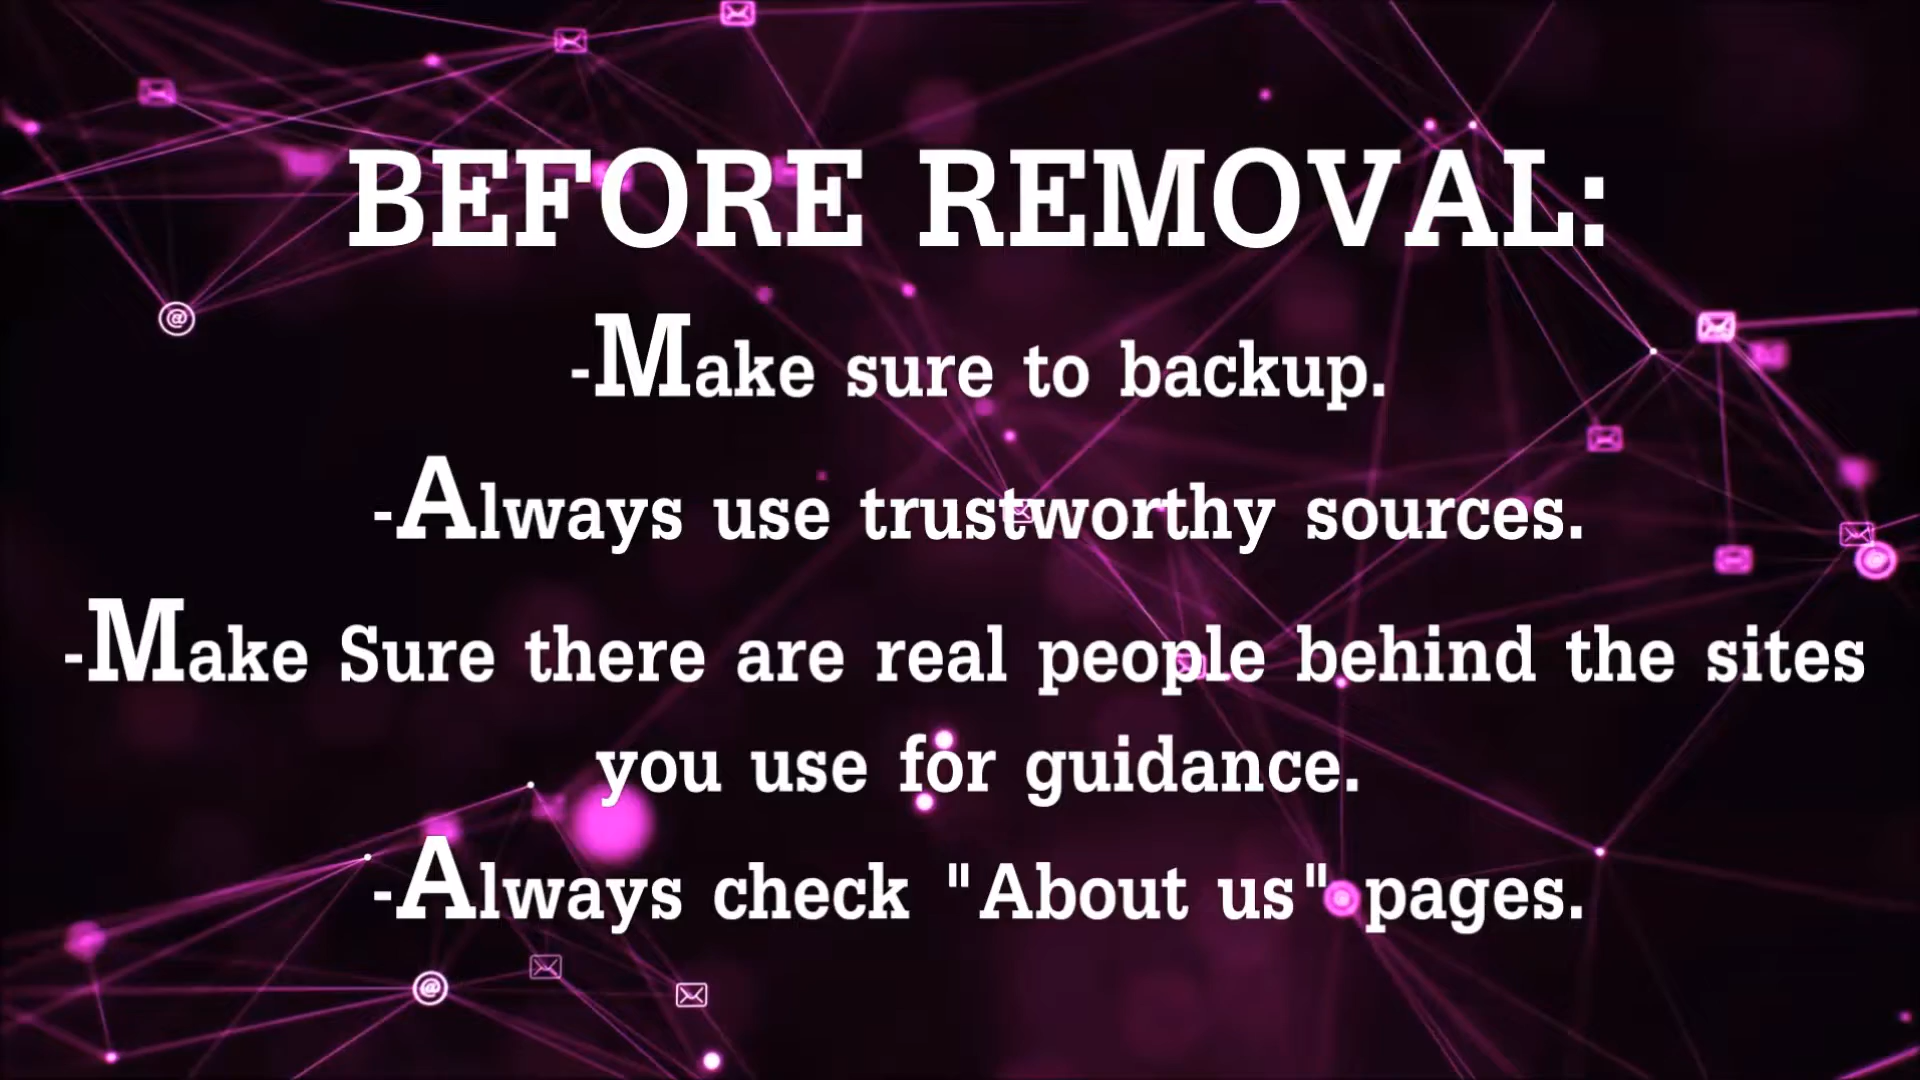 BEFORE REMOVAL:
-Make sure to backup.
-Always use trustworthy sources.
-Make Sure there are real people behind the sites
you use for guidance.
-Always check "About us" pages.